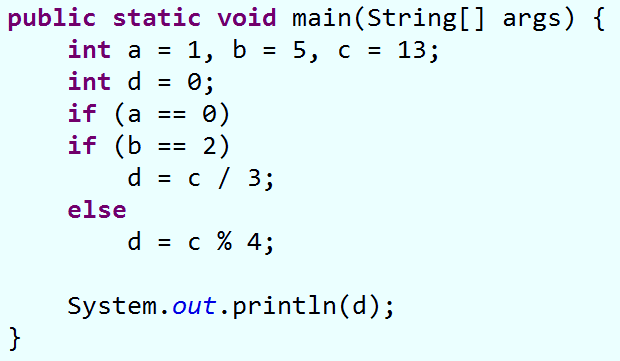 public static void main(String[] args) {
    int a = 1, b = 5, c = 13;
    int d = 0;
    if (a == 0)
    if (b == 2)
        d = c / 3;
    else
        d = c % 4;

    System.out.println(d);
}